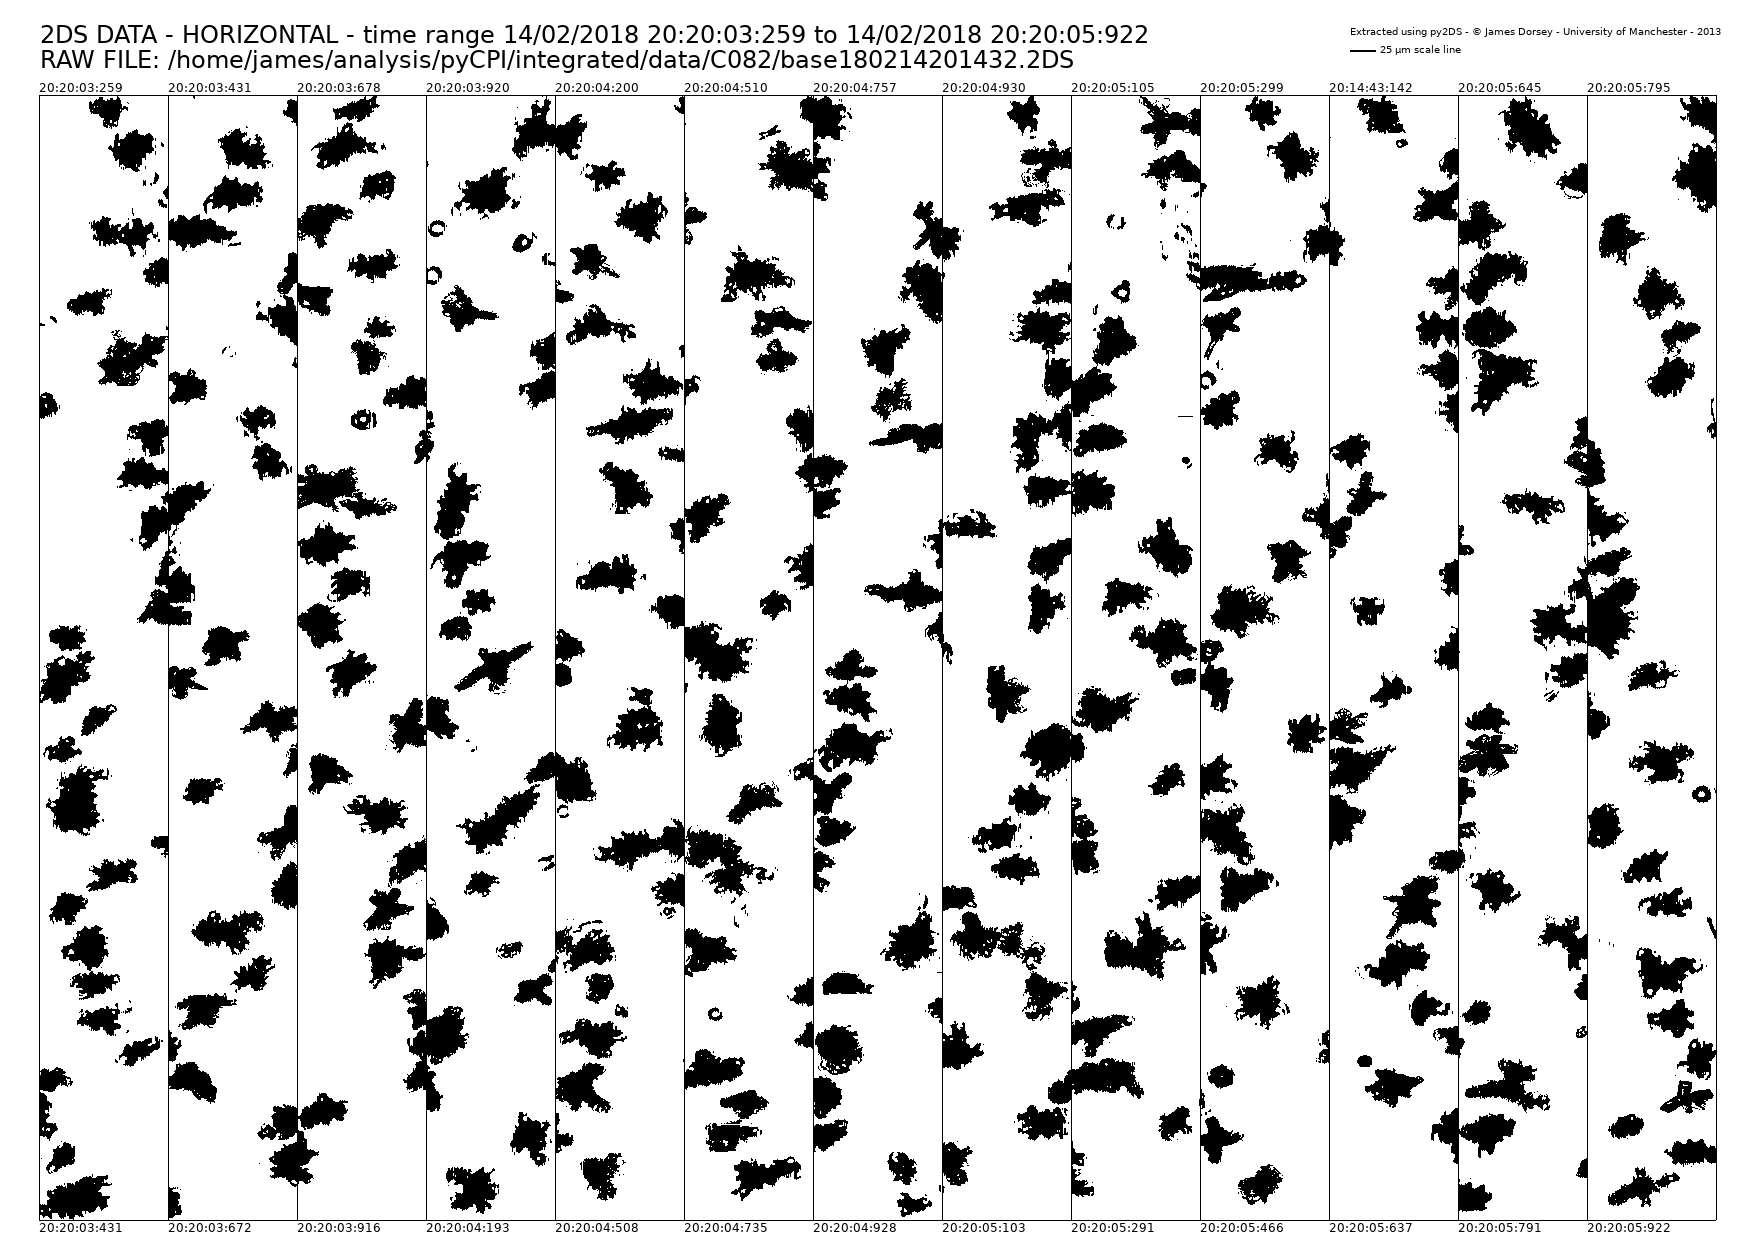 2DS DATA - HORIZONTAL - time range 14/02/2018 20:20:03:259 to 14/02/2018 20:20:05:922
RAW FILE: /home/james/analysis/pyCPI/integrated/data/C082/base180214201432.2DS
Extracted using py2DS - © James Dorsey - University of Manchester - 2013
25 µm scale line
20:20:03:259 20:20:03:431 20:20:03:678 20:20:03:920 20:20:04:200 20:20:04:510 20:20:04:757 20:20:04:930 20:20:05:105 20:20:05:299 20:14:43:142 20:20:05:645 20:20:05:795
20:20:03:431 20:20:03:672 20:20:03:916 20:20:04:193 20:20:04:508 20:20:04:735 20:20:04:928 20:20:05:103 20:20:05:291 20:20:05:466 20:20:05:637 20:20:05:791 20:20:05:922